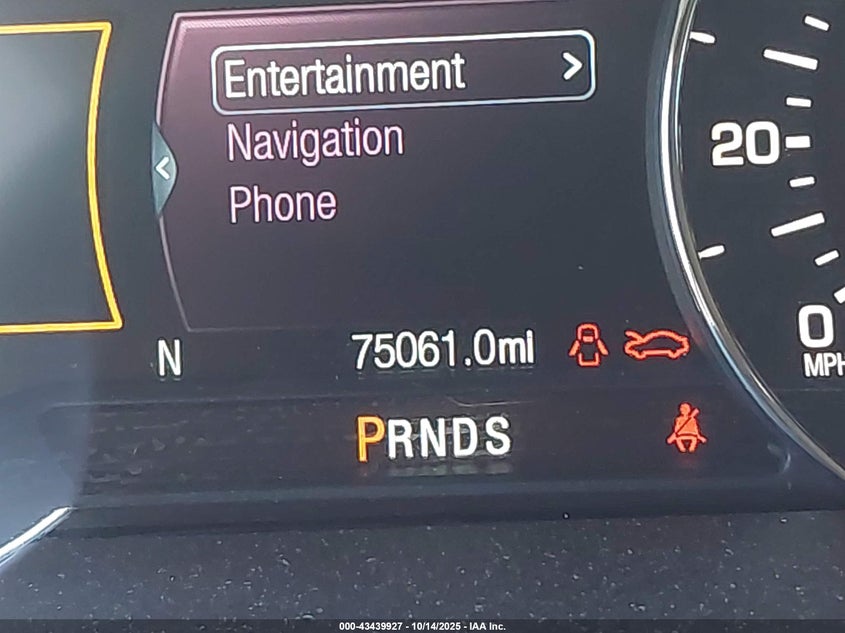 Entertainment >
Navigation
<
Phone
20
0
MPH
N
75061.0mi
PRNDS
000-43439927 - 10/14/2025 - IAA Inc.